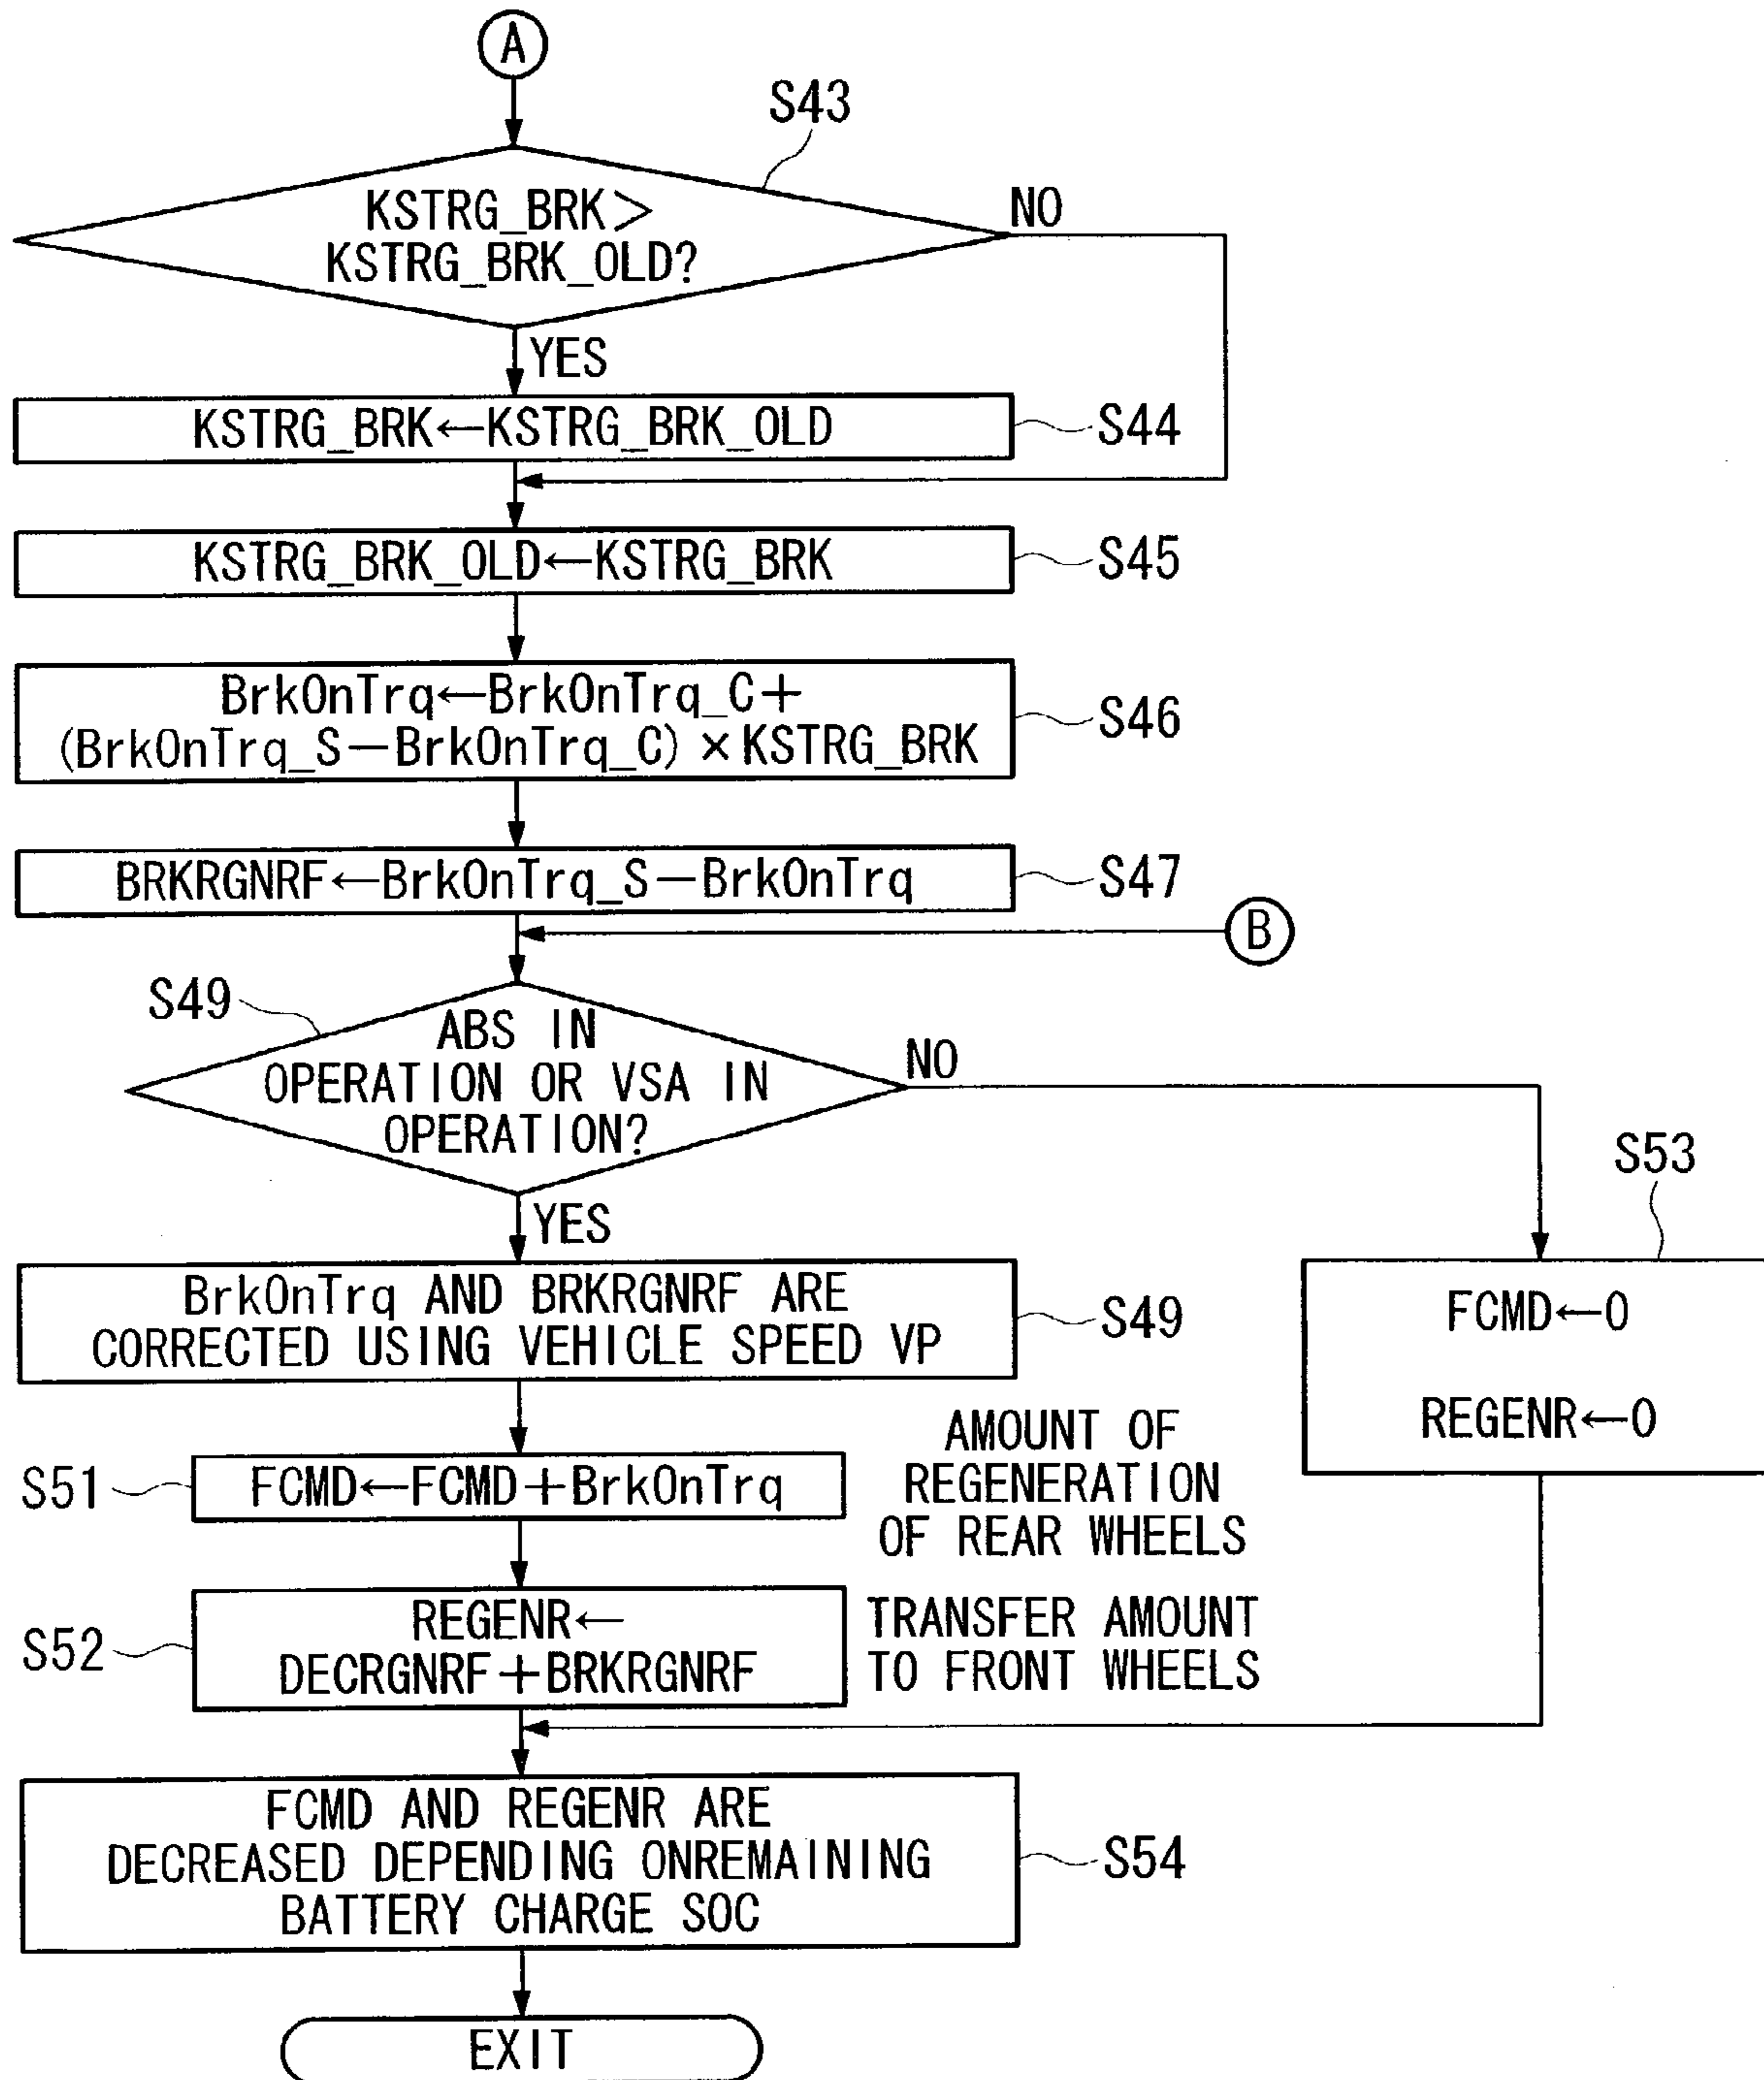 A
S43
KSTRG_BRK>
KSTRG_BRK_OLD?
NO
YES
KSTRG_BRK←KSTRG_BRK_OLD
S44
KSTRG_BRK_OLD←KSTRG_BRK
S45
BrkOnTrq←BrkOnTrq_C+
(BrkOnTrq_S−BrkOnTrq_C)×KSTRG_BRK
S46
BRKRGNRF←BrkOnTrq_S−BrkOnTrq
S47
B
S49
ABS IN
OPERATION OR VSA IN
OPERATION?
NO
YES
S53
FCMD←0
REGENR←0
BrkOnTrq AND BRKRGNRF ARE
CORRECTED USING VEHICLE SPEED VP
S49
S51
FCMD←FCMD+BrkOnTrq
AMOUNT OF
REGENERATION
OF REAR WHEELS
S52
REGENR←
DECRGNRF+BRKRGNRF
TRANSFER AMOUNT
TO FRONT WHEELS
FCMD AND REGENR ARE
DECREASED DEPENDING ONREMAINING
BATTERY CHARGE SOC
S54
EXIT